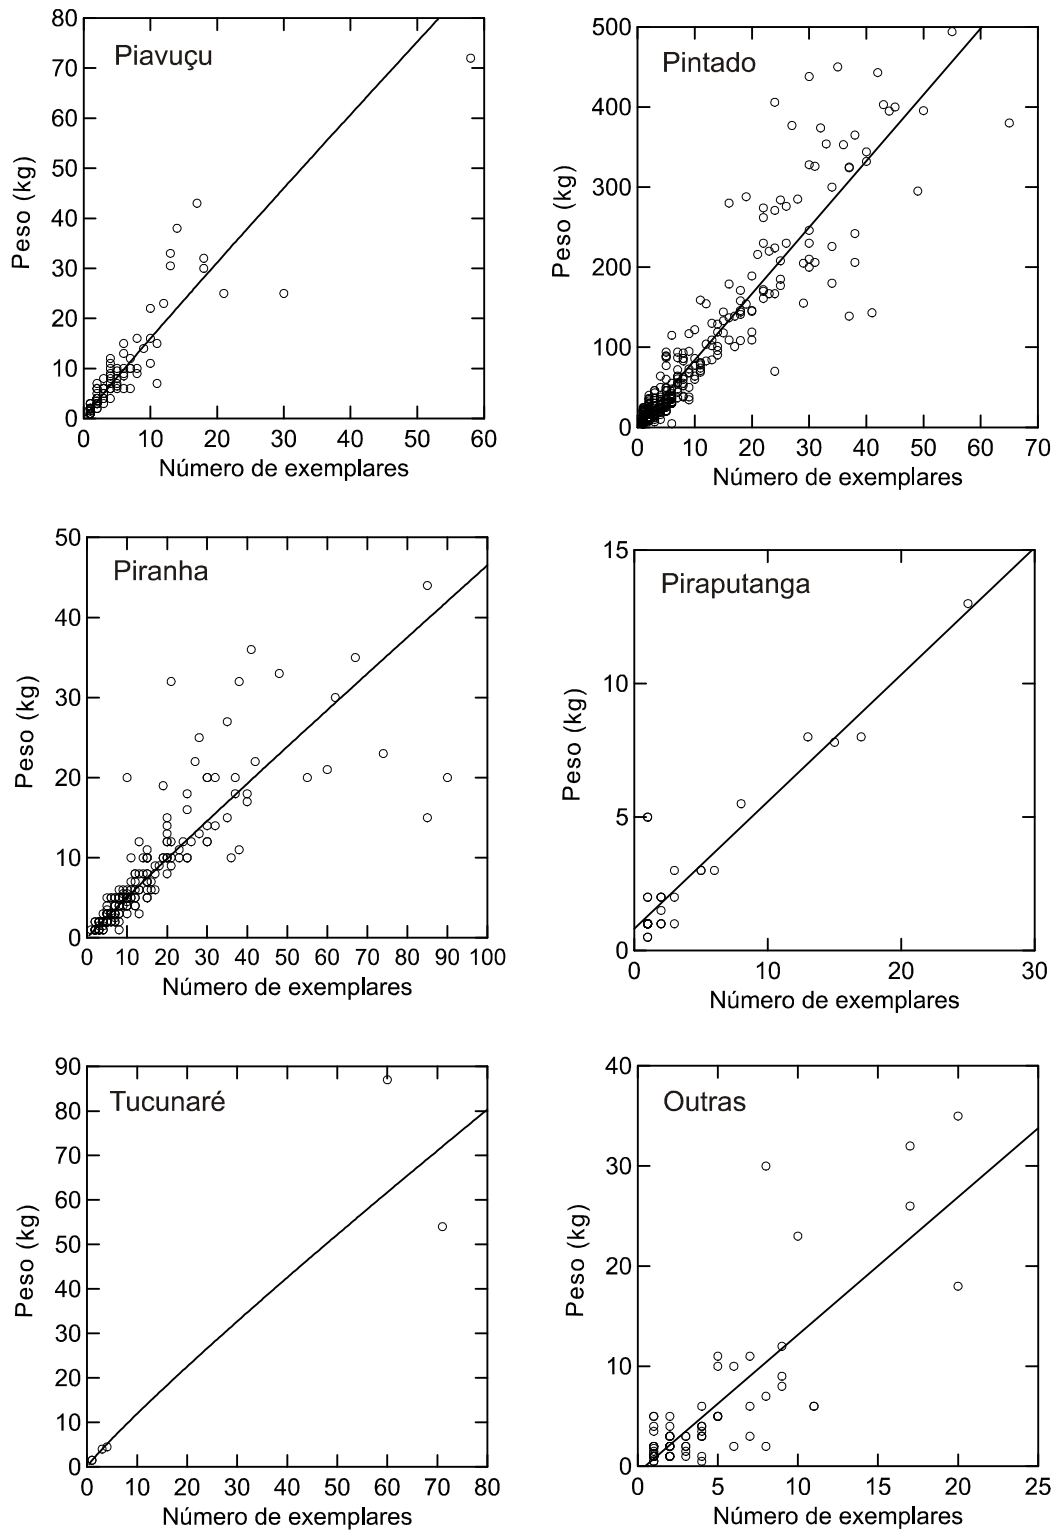 Piavuçu
Peso (kg)
80
70
60
50
40
30
20
10
0
0 10 20 30 40 50 60
Número de exemplares
Pintado
Peso (kg)
500
400
300
200
100
0
0 10 20 30 40 50 60 70
Número de exemplares
Piranha
Peso (kg)
50
40
30
20
10
0
0 10 20 30 40 50 60 70 80 90 100
Número de exemplares
Piraputanga
Peso (kg)
15
10
5
0
0 10 20 30
Número de exemplares
Tucunaré
Peso (kg)
90
80
70
60
50
40
30
20
10
0
0 10 20 30 40 50 60 70 80
Número de exemplares
Outras
Peso (kg)
40
30
20
10
0
0 5 10 15 20 25
Número de exemplares